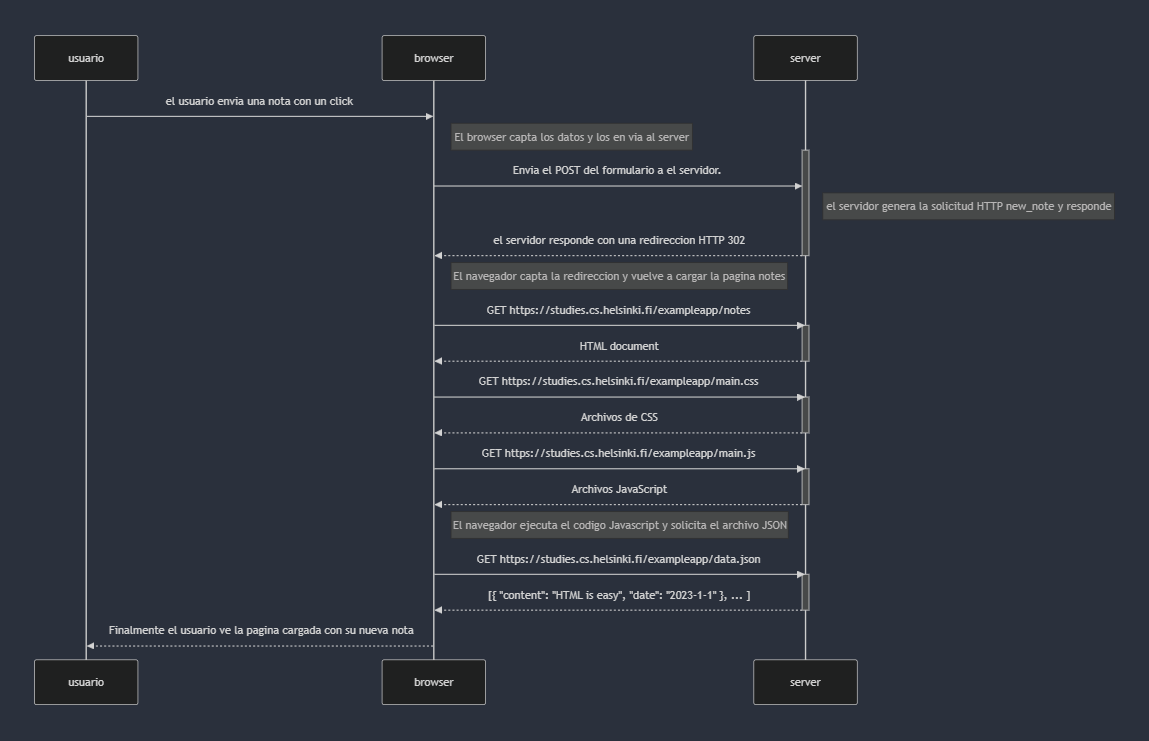 usuario browser server
el usuario envia una nota con un click
El browser capta los datos y los en via al server
Envia el POST del formulario a el servidor.
el servidor genera la solicitud HTTP new_note y responde
el servidor responde con una redireccion HTTP 302
El navegador capta la redireccion y vuelve a cargar la pagina notes
GET https://studies.cs.helsinki.fi/exampleapp/notes
HTML document
GET https://studies.cs.helsinki.fi/exampleapp/main.css
Archivos de CSS
GET https://studies.cs.helsinki.fi/exampleapp/main.js
Archivos JavaScript
El navegador ejecuta el codigo Javascript y solicita el archivo JSON
GET https://studies.cs.helsinki.fi/exampleapp/data.json
[{ "content": "HTML is easy", "date": "2023-1-1" }, ... ]
Finalmente el usuario ve la pagina cargada con su nueva nota
usuario browser server